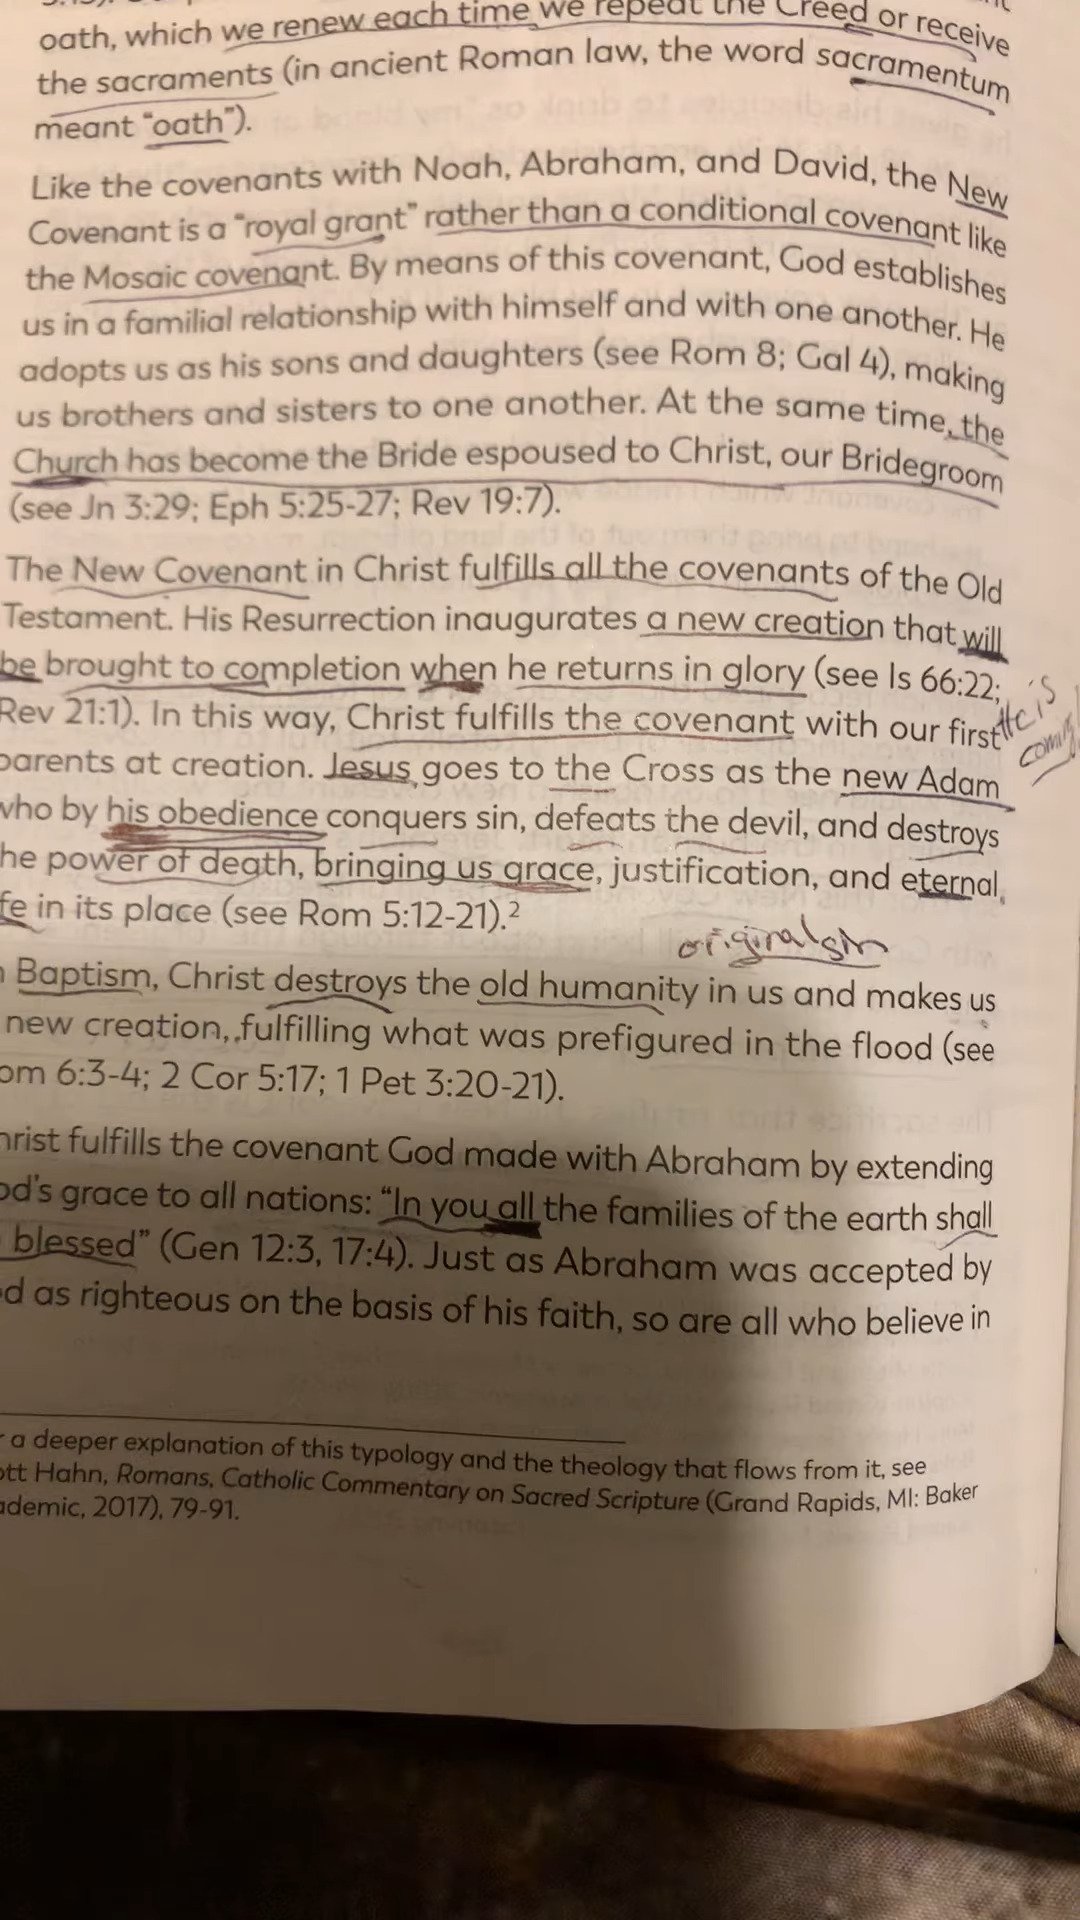 oath, which we renew each time we repeat the Creed or receive
the sacraments (in ancient Roman law, the word sacramentum
meant “oath”).
Like the covenants with Noah, Abraham, and David, the New
Covenant is a “royal grant” rather than a conditional covenant like
the Mosaic covenant. By means of this covenant, God establishes
us in a familial relationship with himself and with one another. He
adopts us as his sons and daughters (see Rom 8; Gal 4), making
us brothers and sisters to one another. At the same time, the
Church has become the Bride espoused to Christ, our Bridegroom
(see Jn 3:29; Eph 5:25-27; Rev 19:7).
The New Covenant in Christ fulfills all the covenants of the Old
Testament. His Resurrection inaugurates a new creation that will
be brought to completion when he returns in glory (see Is 66:22;
Rev 21:1). In this way, Christ fulfills the covenant with our first
He is
coming!
parents at creation. Jesus goes to the Cross as the new Adam
who by his obedience conquers sin, defeats the devil, and destroys
he power of death, bringing us grace, justification, and eternal
fe in its place (see Rom 5:12-21).²
original sin
Baptism, Christ destroys the old humanity in us and makes us
new creation, fulfilling what was prefigured in the flood (see
om 6:3-4; 2 Cor 5:17; 1 Pet 3:20-21).
hrist fulfills the covenant God made with Abraham by extending
od's grace to all nations: “In you all the families of the earth shall
blessed” (Gen 12:3, 17:4). Just as Abraham was accepted by
d as righteous on the basis of his faith, so are all who believe in
r a deeper explanation of this typology and the theology that flows from it, see
ott Hahn, Romans, Catholic Commentary on Sacred Scripture (Grand Rapids, MI: Baker
ademic, 2017), 79-91.